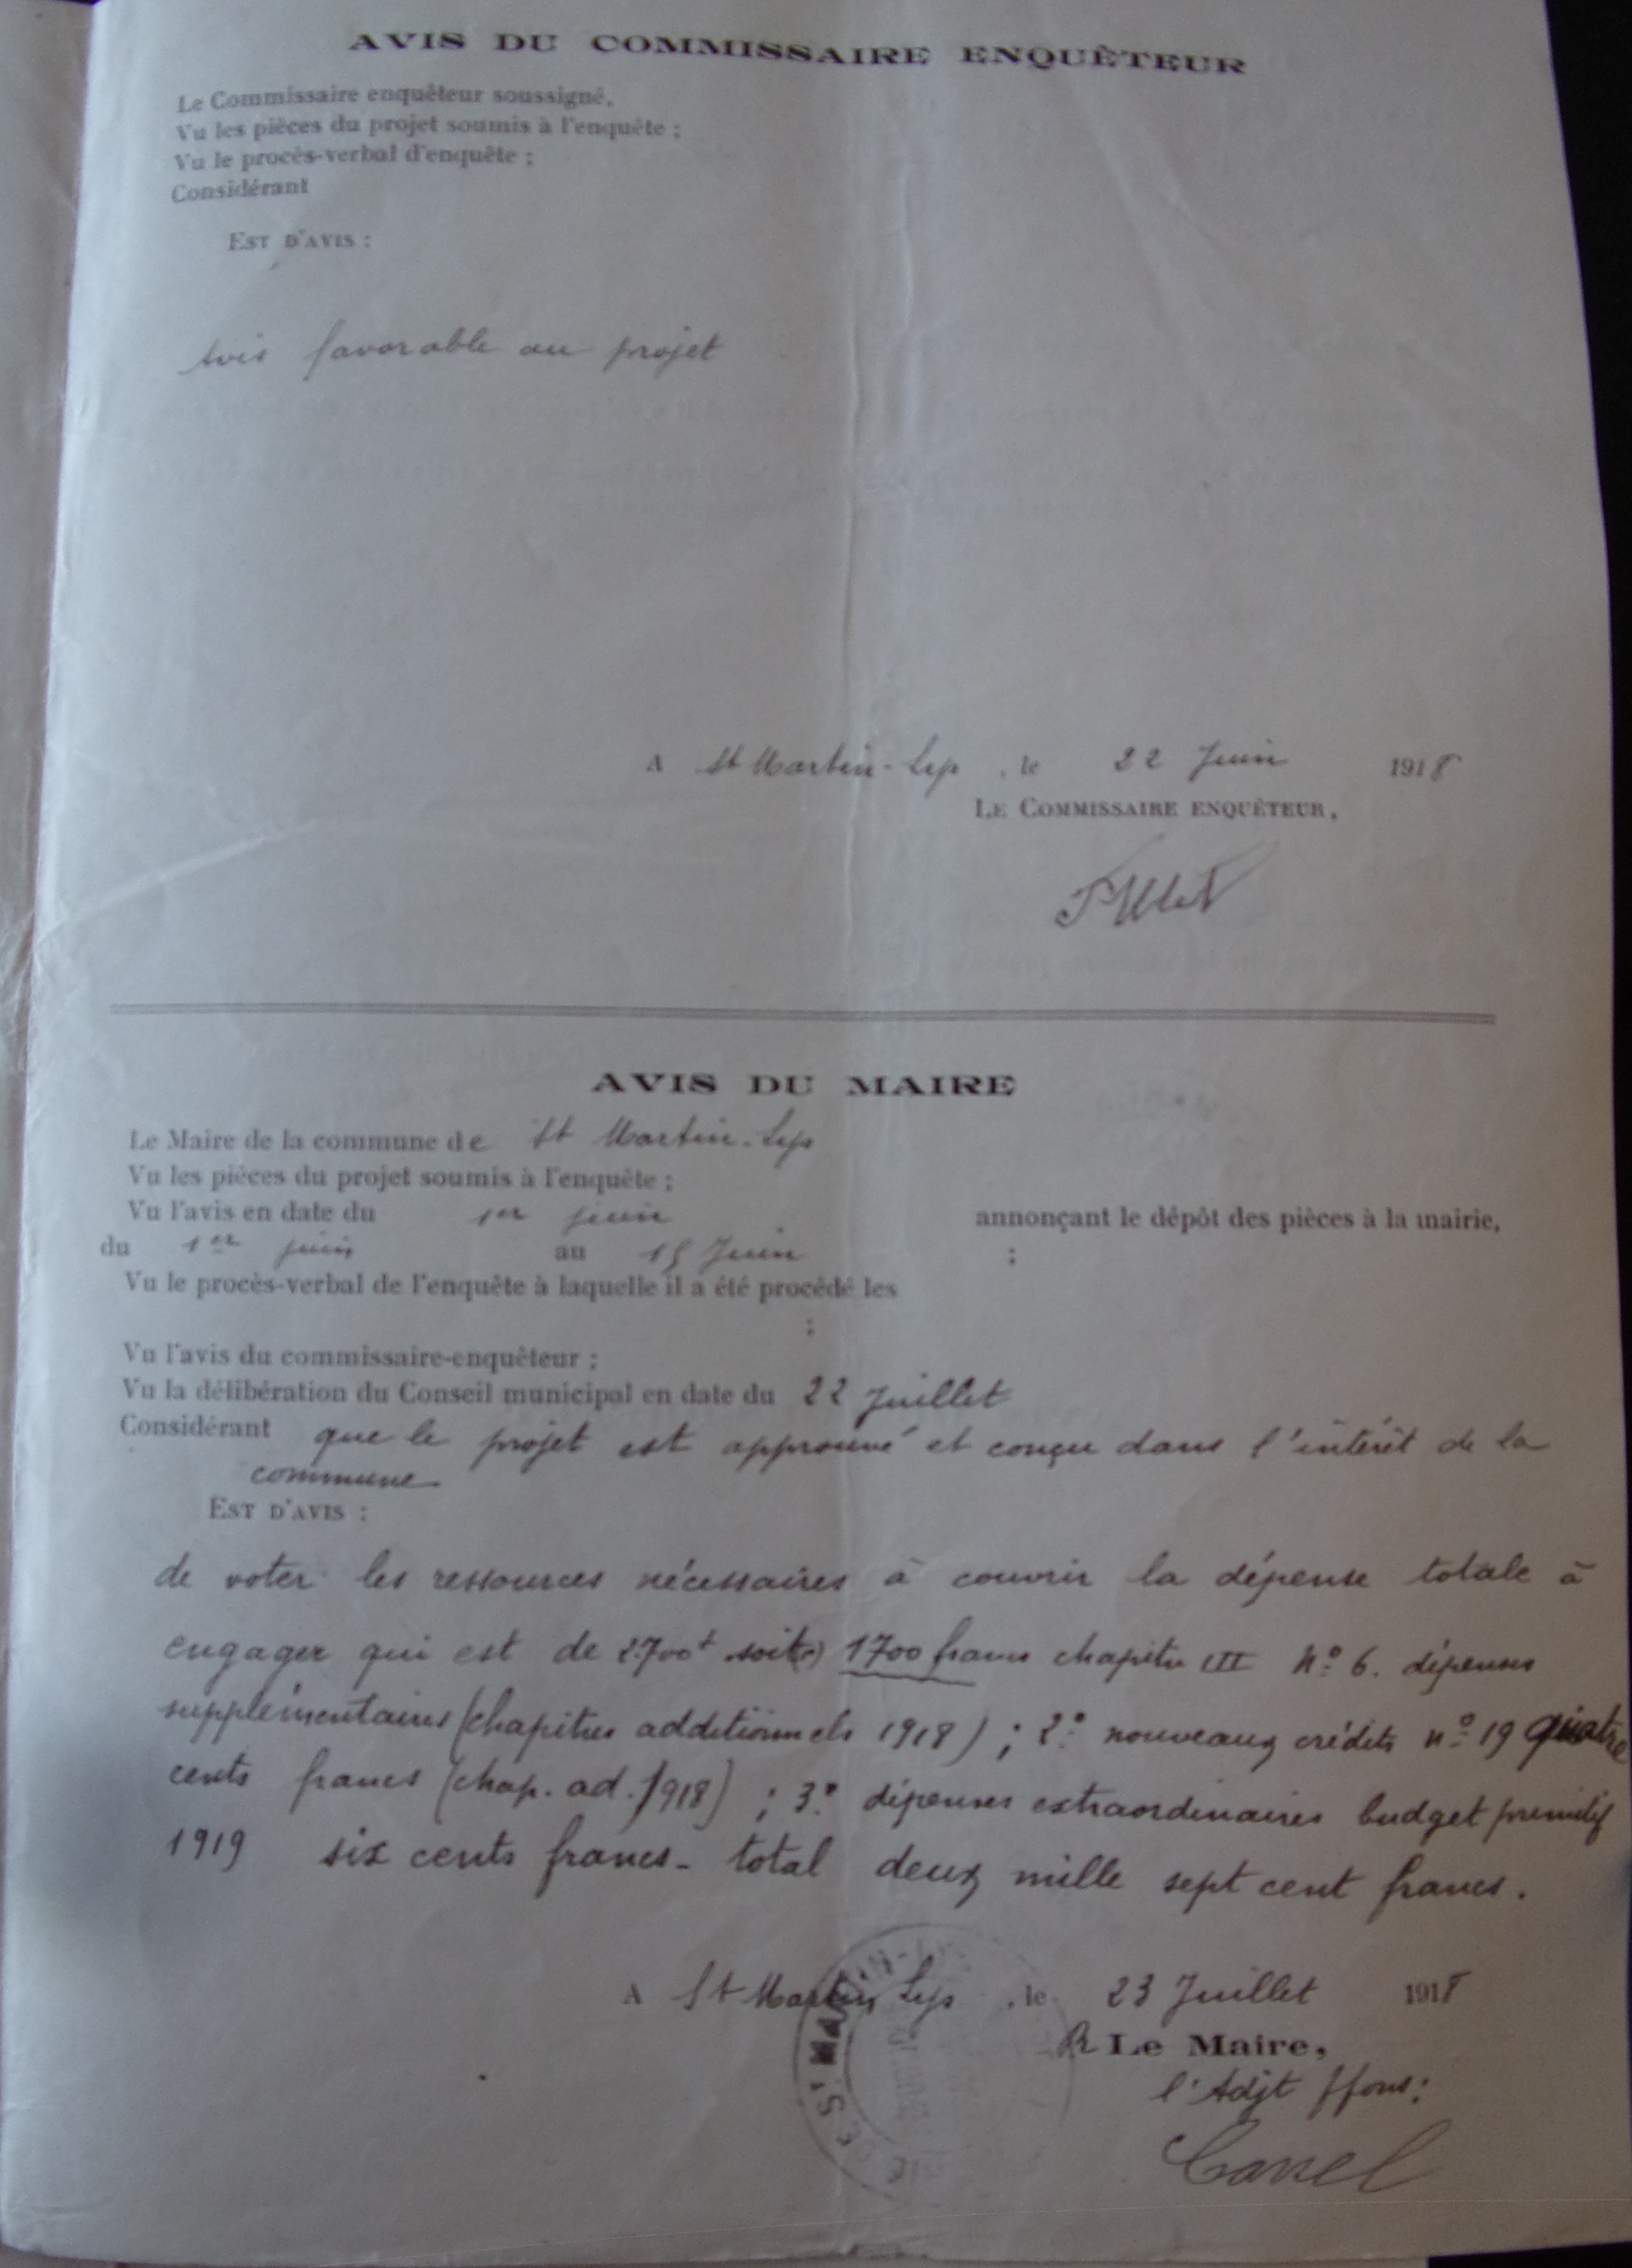 AVIS DU COMMISSAIRE ENQUÊTEUR
Le Commissaire enquêteur soussigné,
Vu les pièces du projet soumis à l'enquête ;
Vu le procès-verbal d'enquête ;
Considérant
EST D'AVIS :
Avis favorable au projet
A St Martin-Lys, le 22 Juin 1918
LE COMMISSAIRE ENQUÊTEUR,
AVIS DU MAIRE
Le Maire de la commune de St Martin-Lys
Vu les pièces du projet soumis à l'enquête ;
Vu l'avis en date du 1er juin annonçant le dépôt des pièces à la mairie,
du 1er juin au 15 Juin ;
Vu le procès-verbal de l'enquête à laquelle il a été procédé les
;
Vu l'avis du commissaire-enquêteur ;
Vu la délibération du Conseil municipal en date du 22 Juillet
Considérant que le projet est approuvé et conçu dans l'intérêt de la
commune
EST D'AVIS :
de voter les ressources nécessaires à couvrir la dépense totale à
engager qui est de 2700f soit 1700 francs chapitre III No 6. dépenses
supplémentaires (chapitres additionnels 1918) ; 2o nouveaux crédits no 19 quatre
cents francs (chap. ad. 1918) ; 3o dépenses extraordinaires budget primitif
1919 six cents francs - total deux mille sept cent francs.
A St Martin Lys, le 23 Juillet 1918
Le Maire,
l'Adjt ffons :
ST MARTIN-